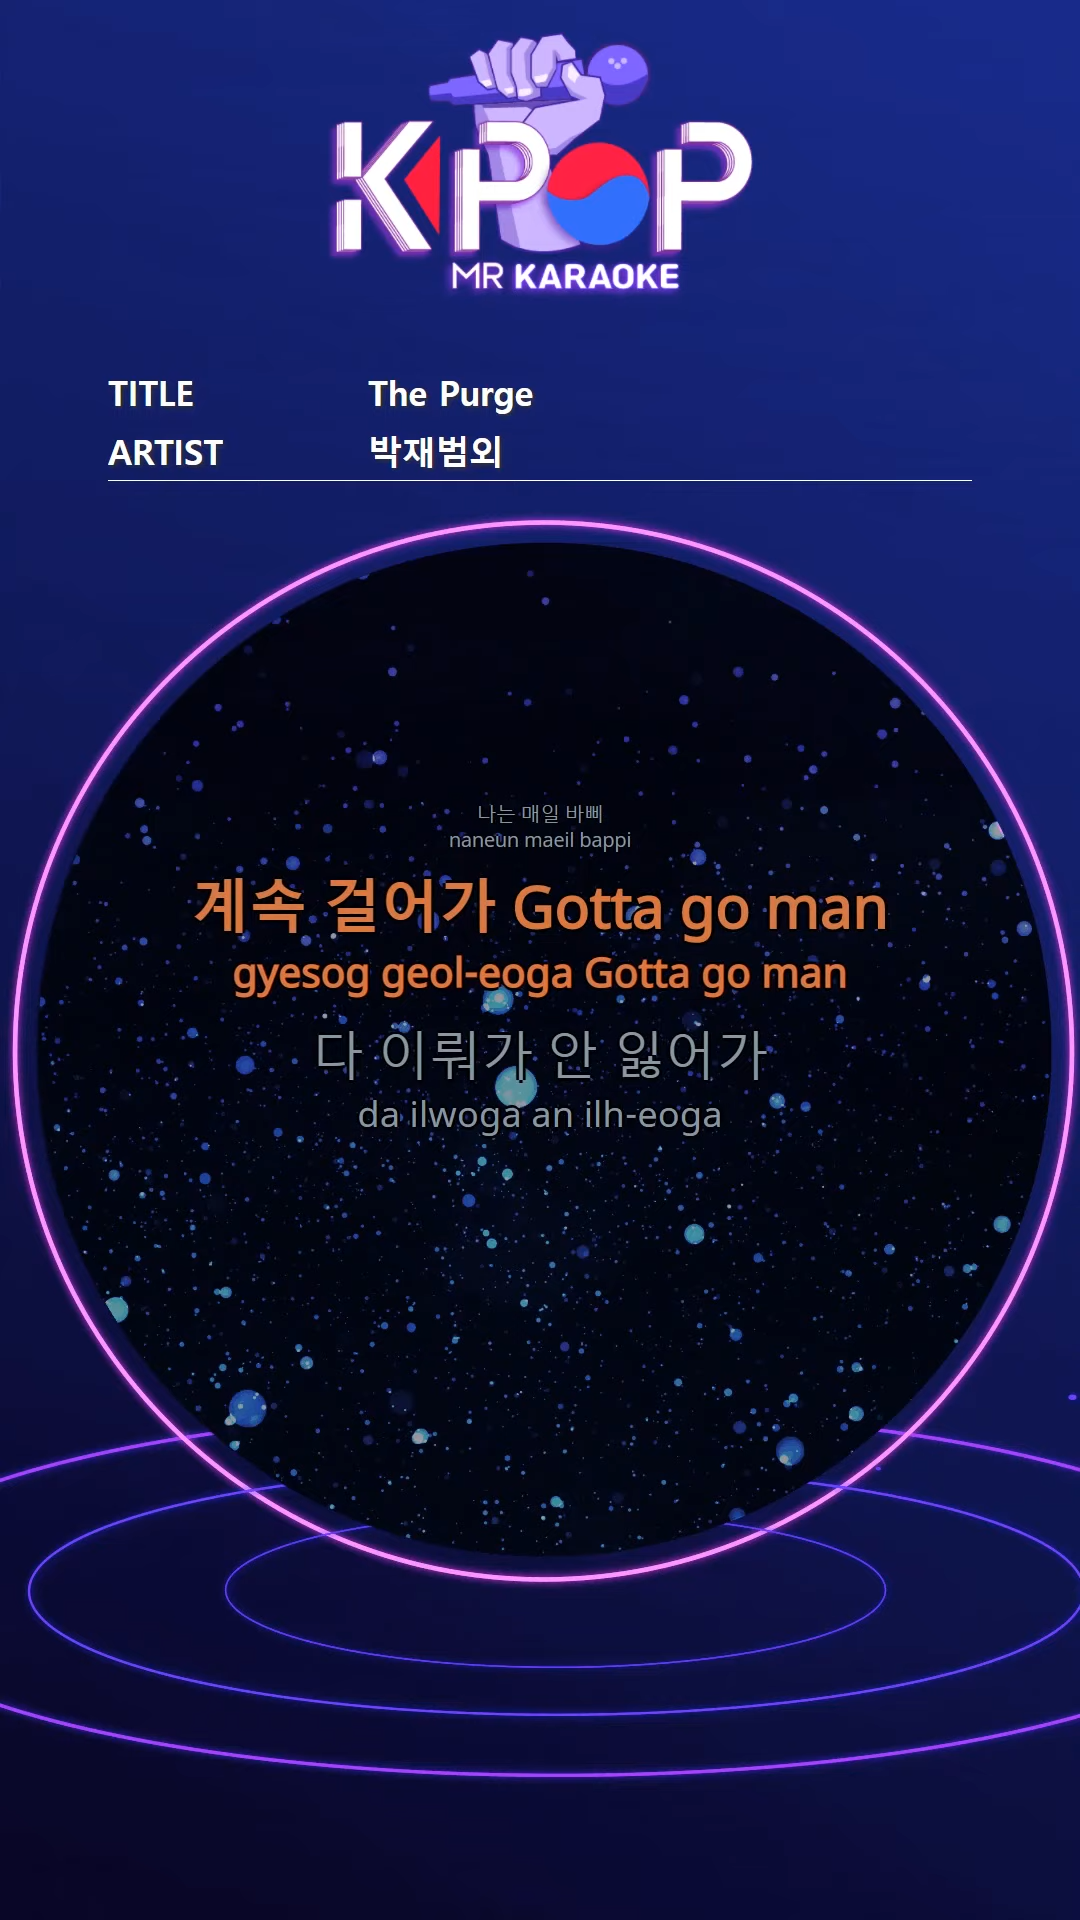 KPOP
MR KARAOKE
TITLE The Purge
ARTIST 박재범외
나는 매일 바삐
naneun maeil bappi
계속 걸어가 Gotta go man
gyesog geol-eoga Gotta go man
다 이뤄가 안 잃어가
da ilwoga an ilh-eoga